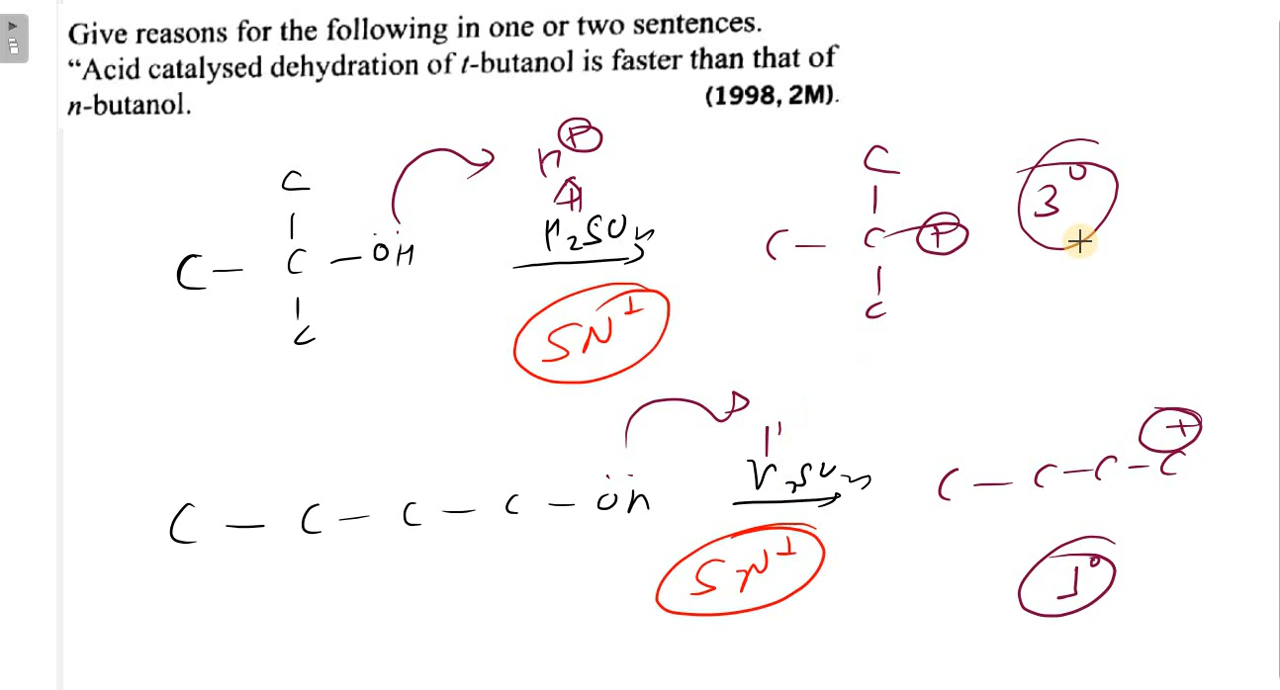 Give reasons for the following in one or two sentences.
“Acid catalysed dehydration of t-butanol is faster than that of
n-butanol.
(1998, 2M).
H⊕
C
C
C – C – OH
H2SO4
C – C ⊕
3°
+
C
C
SN1
C – C – C – C – OH
H2SO4
C – C – C – C
+
SN1
1°